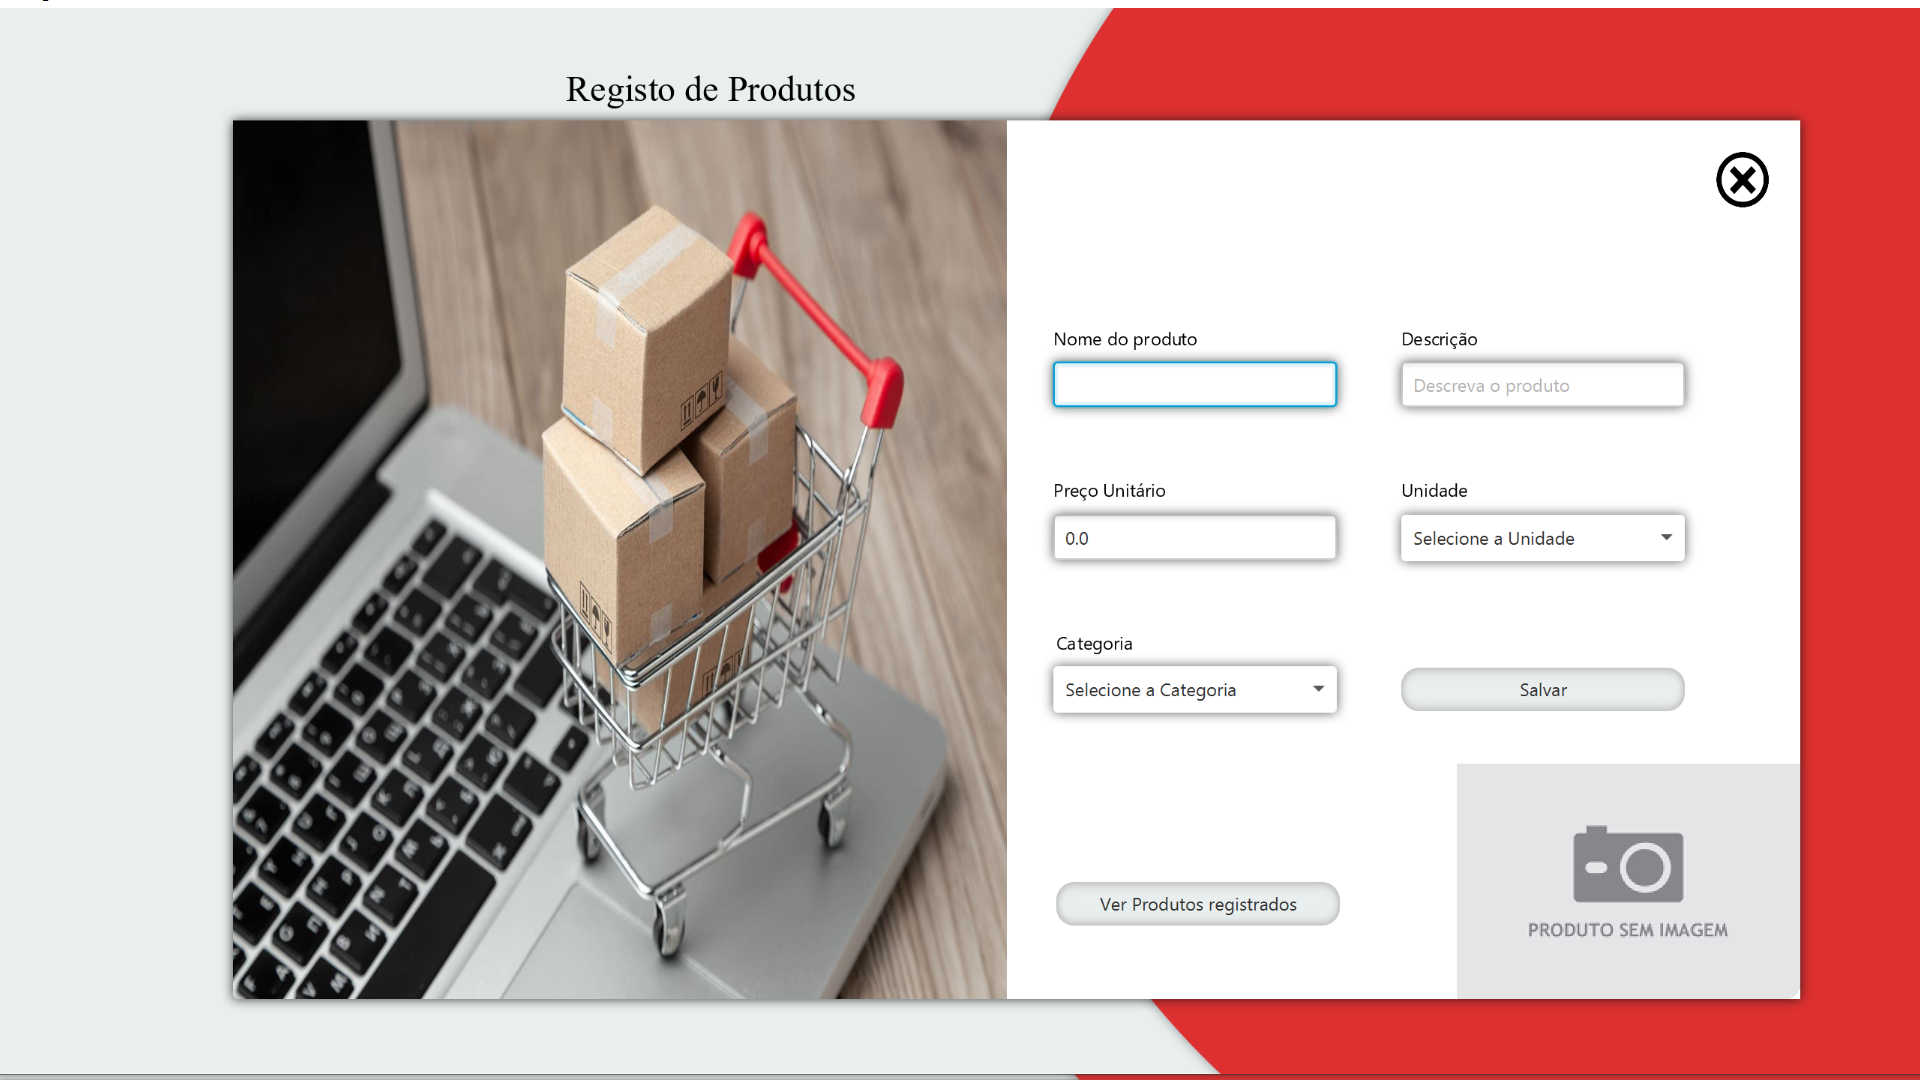 Registo de Produtos
Nome do produto
Descrição
Descreva o produto
Preço Unitário
Unidade
0.0
Selecione a Unidade
Categoria
Selecione a Categoria
Salvar
Ver Produtos registrados
PRODUTO SEM IMAGEM